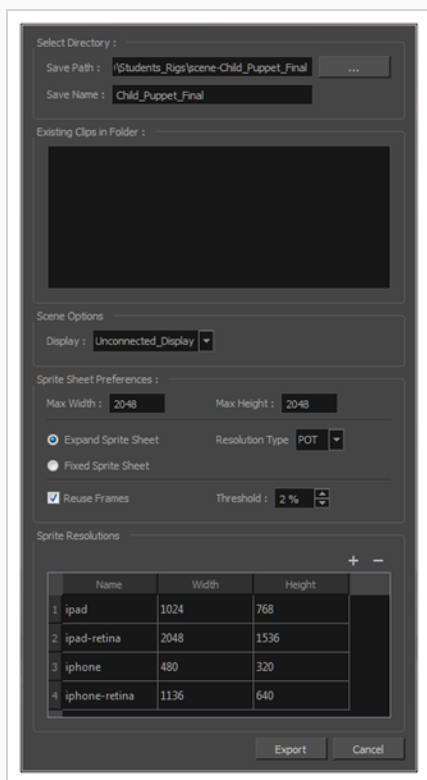 Select Directory :
Save Path : \Students_Rigs\scene-Child_Puppet_Final ...
Save Name : Child_Puppet_Final
Existing Clips in Folder :
Scene Options
Display : Unconnected_Display
Sprite Sheet Preferences :
Max Width : 2048 Max Height : 2048
Expand Sprite Sheet Resolution Type POT
Fixed Sprite Sheet
Reuse Frames Threshold : 2 %
Sprite Resolutions
+ −
Name Width Height
1 ipad 1024 768
2 ipad-retina 2048 1536
3 iphone 480 320
4 iphone-retina 1136 640
Export Cancel